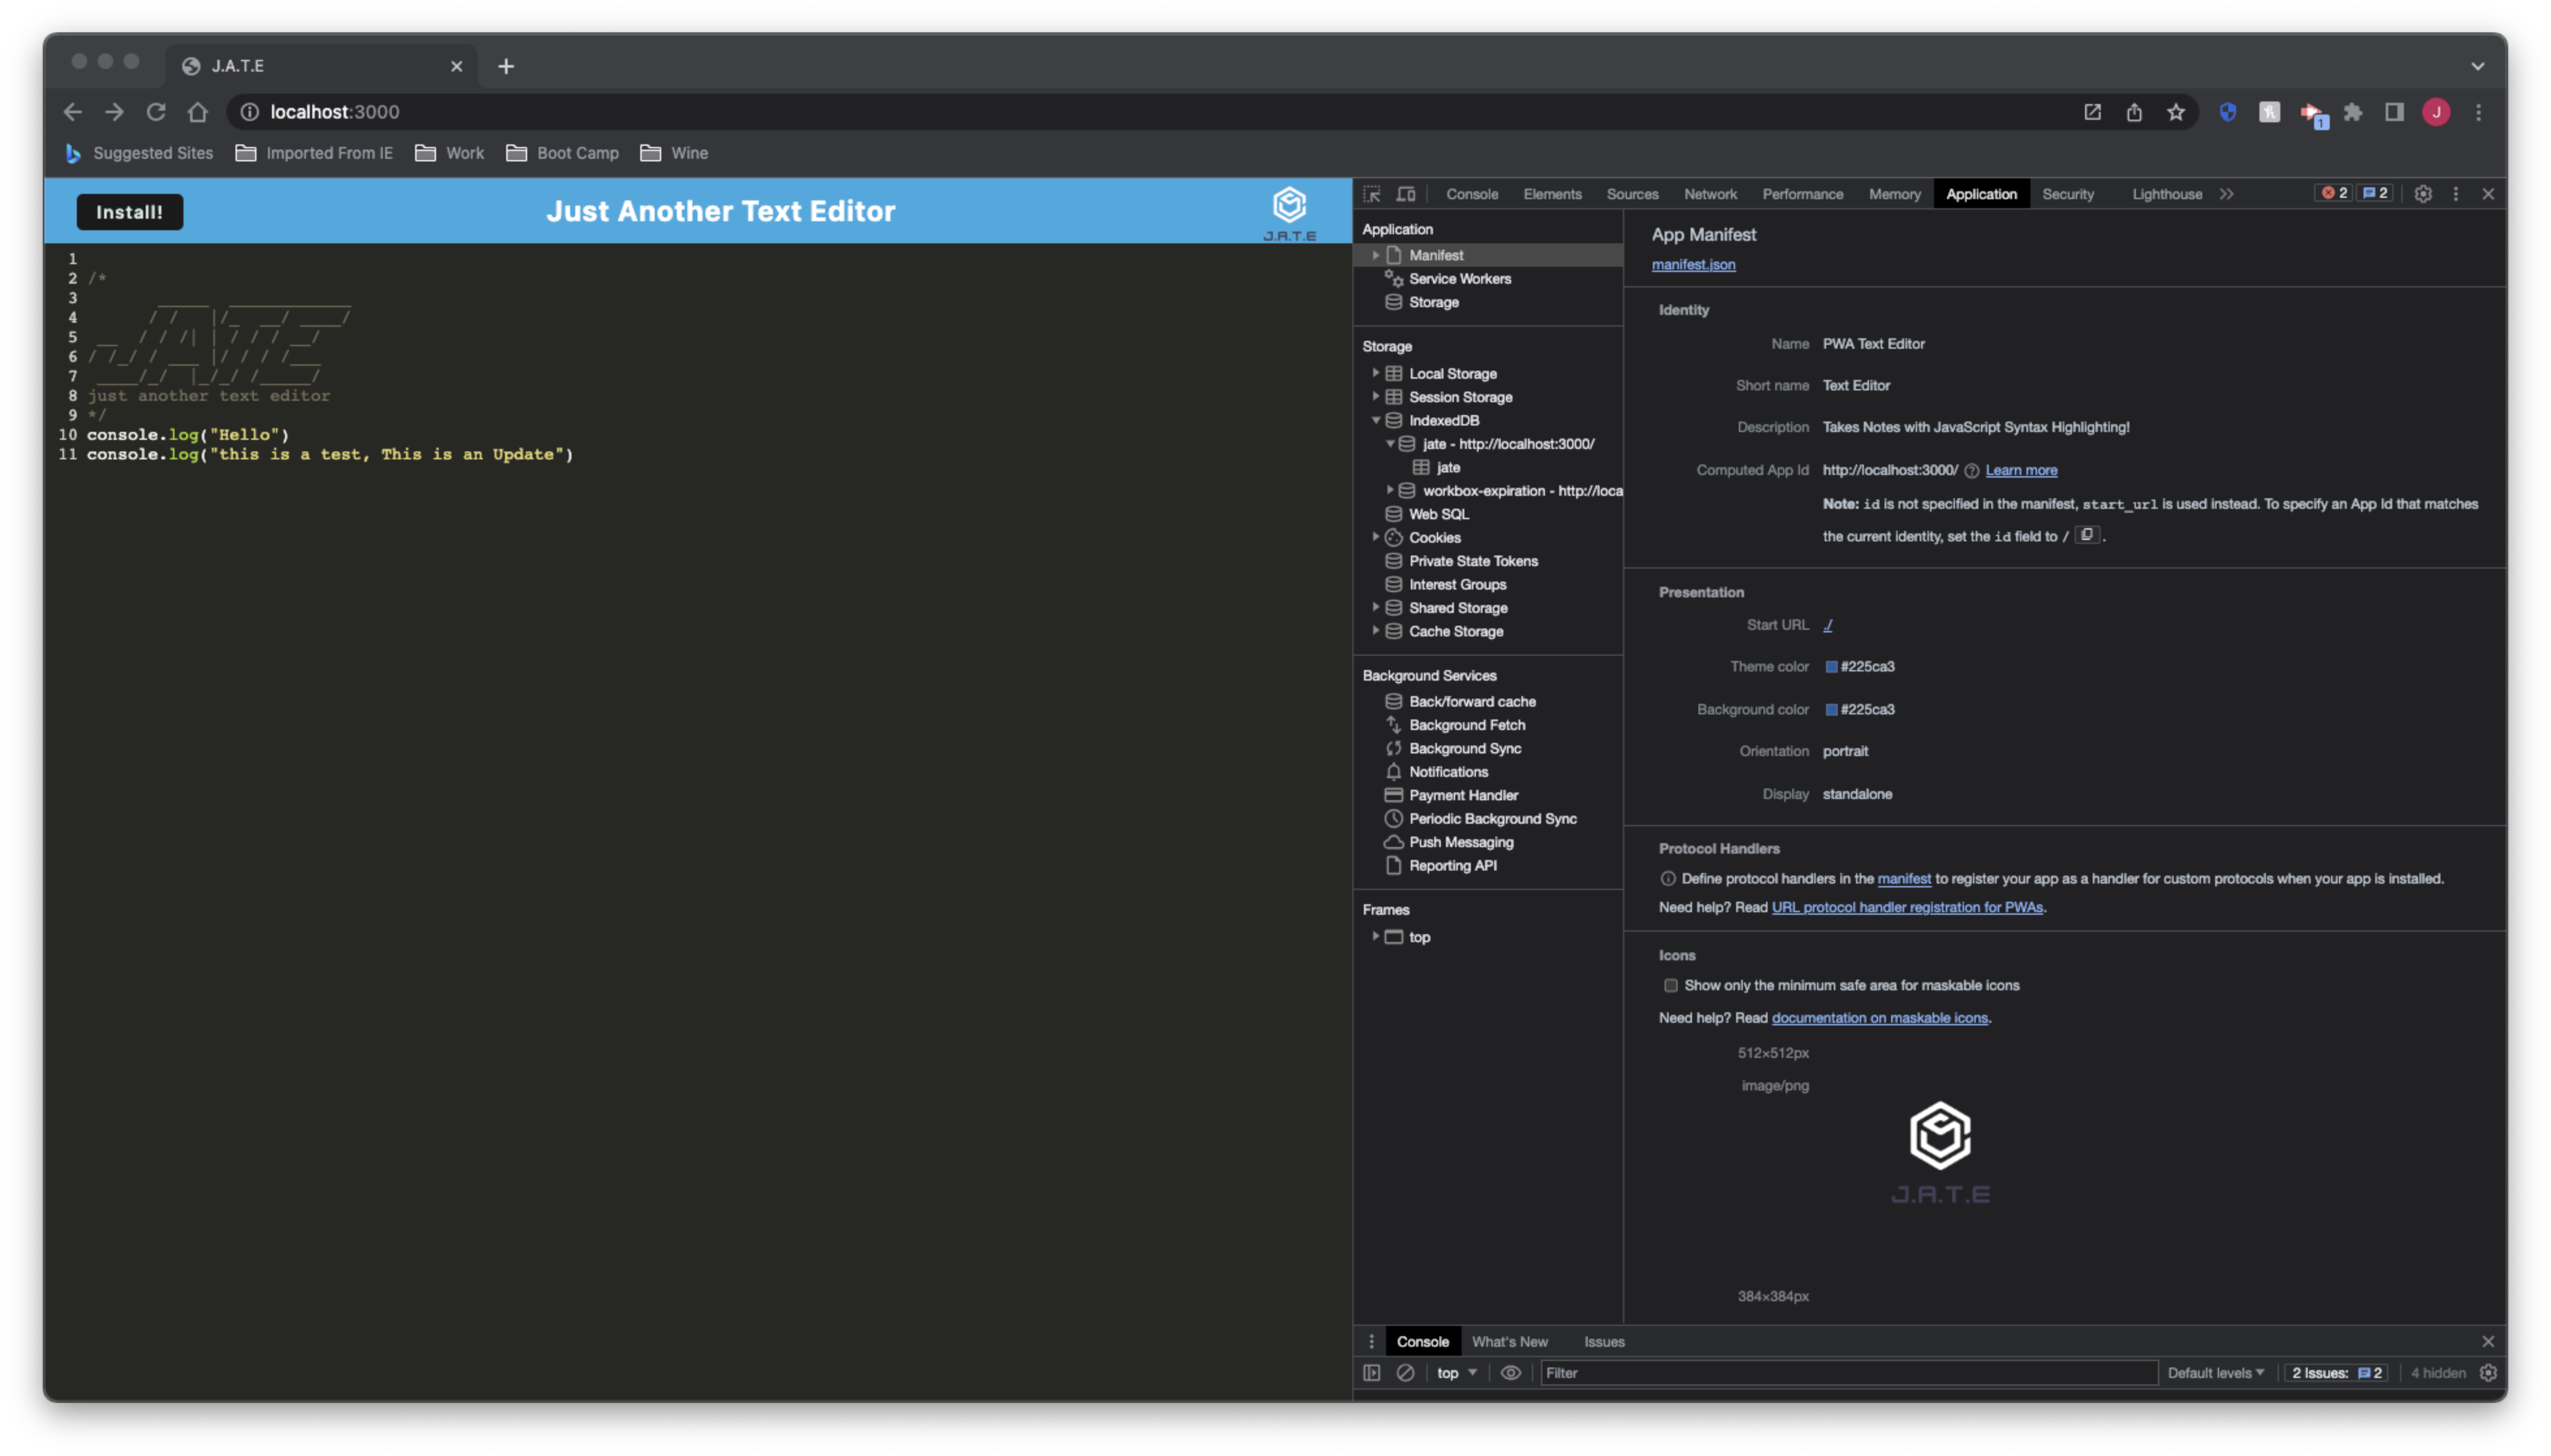 J.A.T.E
localhost:3000
1
J
Suggested Sites Imported From IE Work Boot Camp Wine
Install!
Just Another Text Editor
J.A.T.E
1
2 /*
3       _____  ____________
4      / /   |/_  __/ ____/
5 __  / / /| | / / / __/
6 / /_/ / ___ |/ / / /___
7 ____/_/  |_/_/ /_____/
8 just another text editor
9 */
10 console.log("Hello")
11 console.log("this is a test, This is an Update")
Console Elements Sources Network Performance Memory Application Security Lighthouse 2 2
Application
Manifest
Service Workers
Storage
Storage
Local Storage
Session Storage
IndexedDB
jate - http://localhost:3000/
jate
workbox-expiration - http://loca
Web SQL
Cookies
Private State Tokens
Interest Groups
Shared Storage
Cache Storage
Background Services
Back/forward cache
Background Fetch
Background Sync
Notifications
Payment Handler
Periodic Background Sync
Push Messaging
Reporting API
Frames
top
App Manifest
manifest.json
Identity
Name PWA Text Editor
Short name Text Editor
Description Takes Notes with JavaScript Syntax Highlighting!
Computed App Id http://localhost:3000/ Learn more
Note: id is not specified in the manifest, start_url is used instead. To specify an App Id that matches
the current identity, set the id field to / .
Presentation
Start URL ./
Theme color #225ca3
Background color #225ca3
Orientation portrait
Display standalone
Protocol Handlers
Define protocol handlers in the manifest to register your app as a handler for custom protocols when your app is installed.
Need help? Read URL protocol handler registration for PWAs.
Icons
Show only the minimum safe area for maskable icons
Need help? Read documentation on maskable icons.
512×512px
image/png
J.A.T.E
384×384px
Console What's New Issues
top Filter Default levels 2 Issues: 2 4 hidden